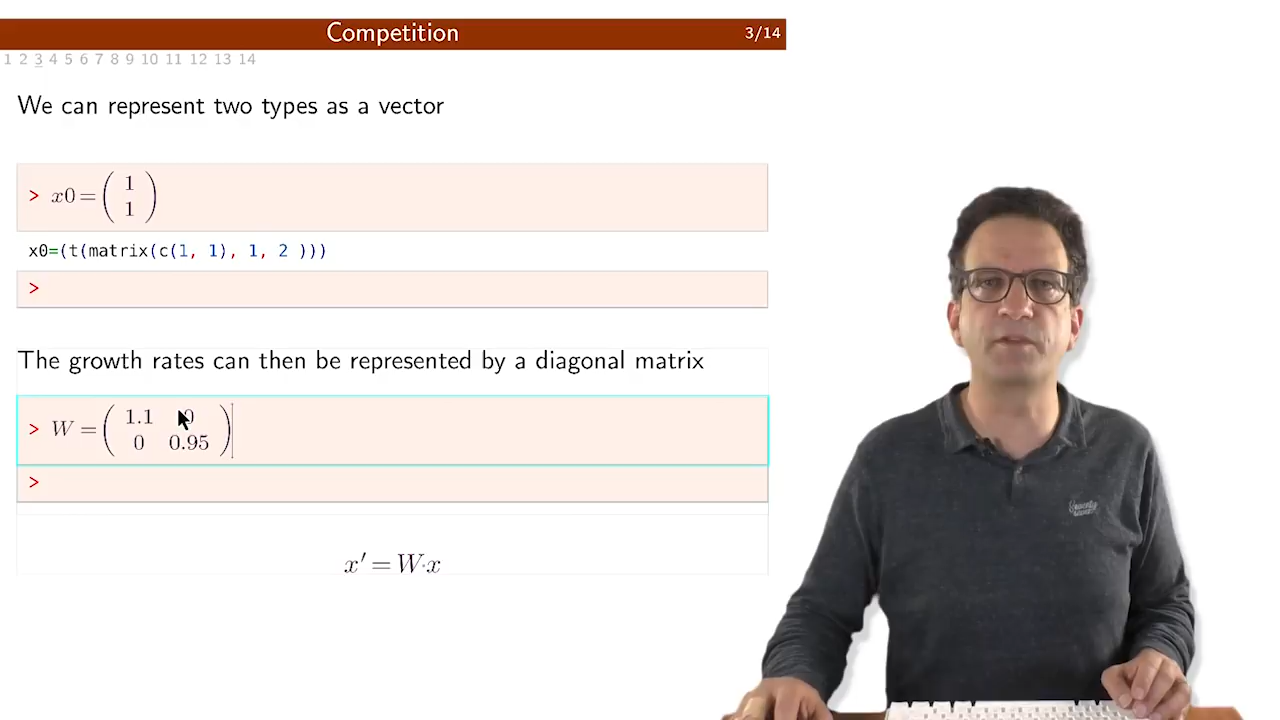 Competition
3/14
1 2 3 4 5 6 7 8 9 10 11 12 13 14
We can represent two types as a vector
> x0 = ( 1
1 )
x0=(t(matrix(c(1, 1), 1, 2 )))
>
The growth rates can then be represented by a diagonal matrix
> W = ( 1.1 0
0 0.95 )
>
x′ = W·x